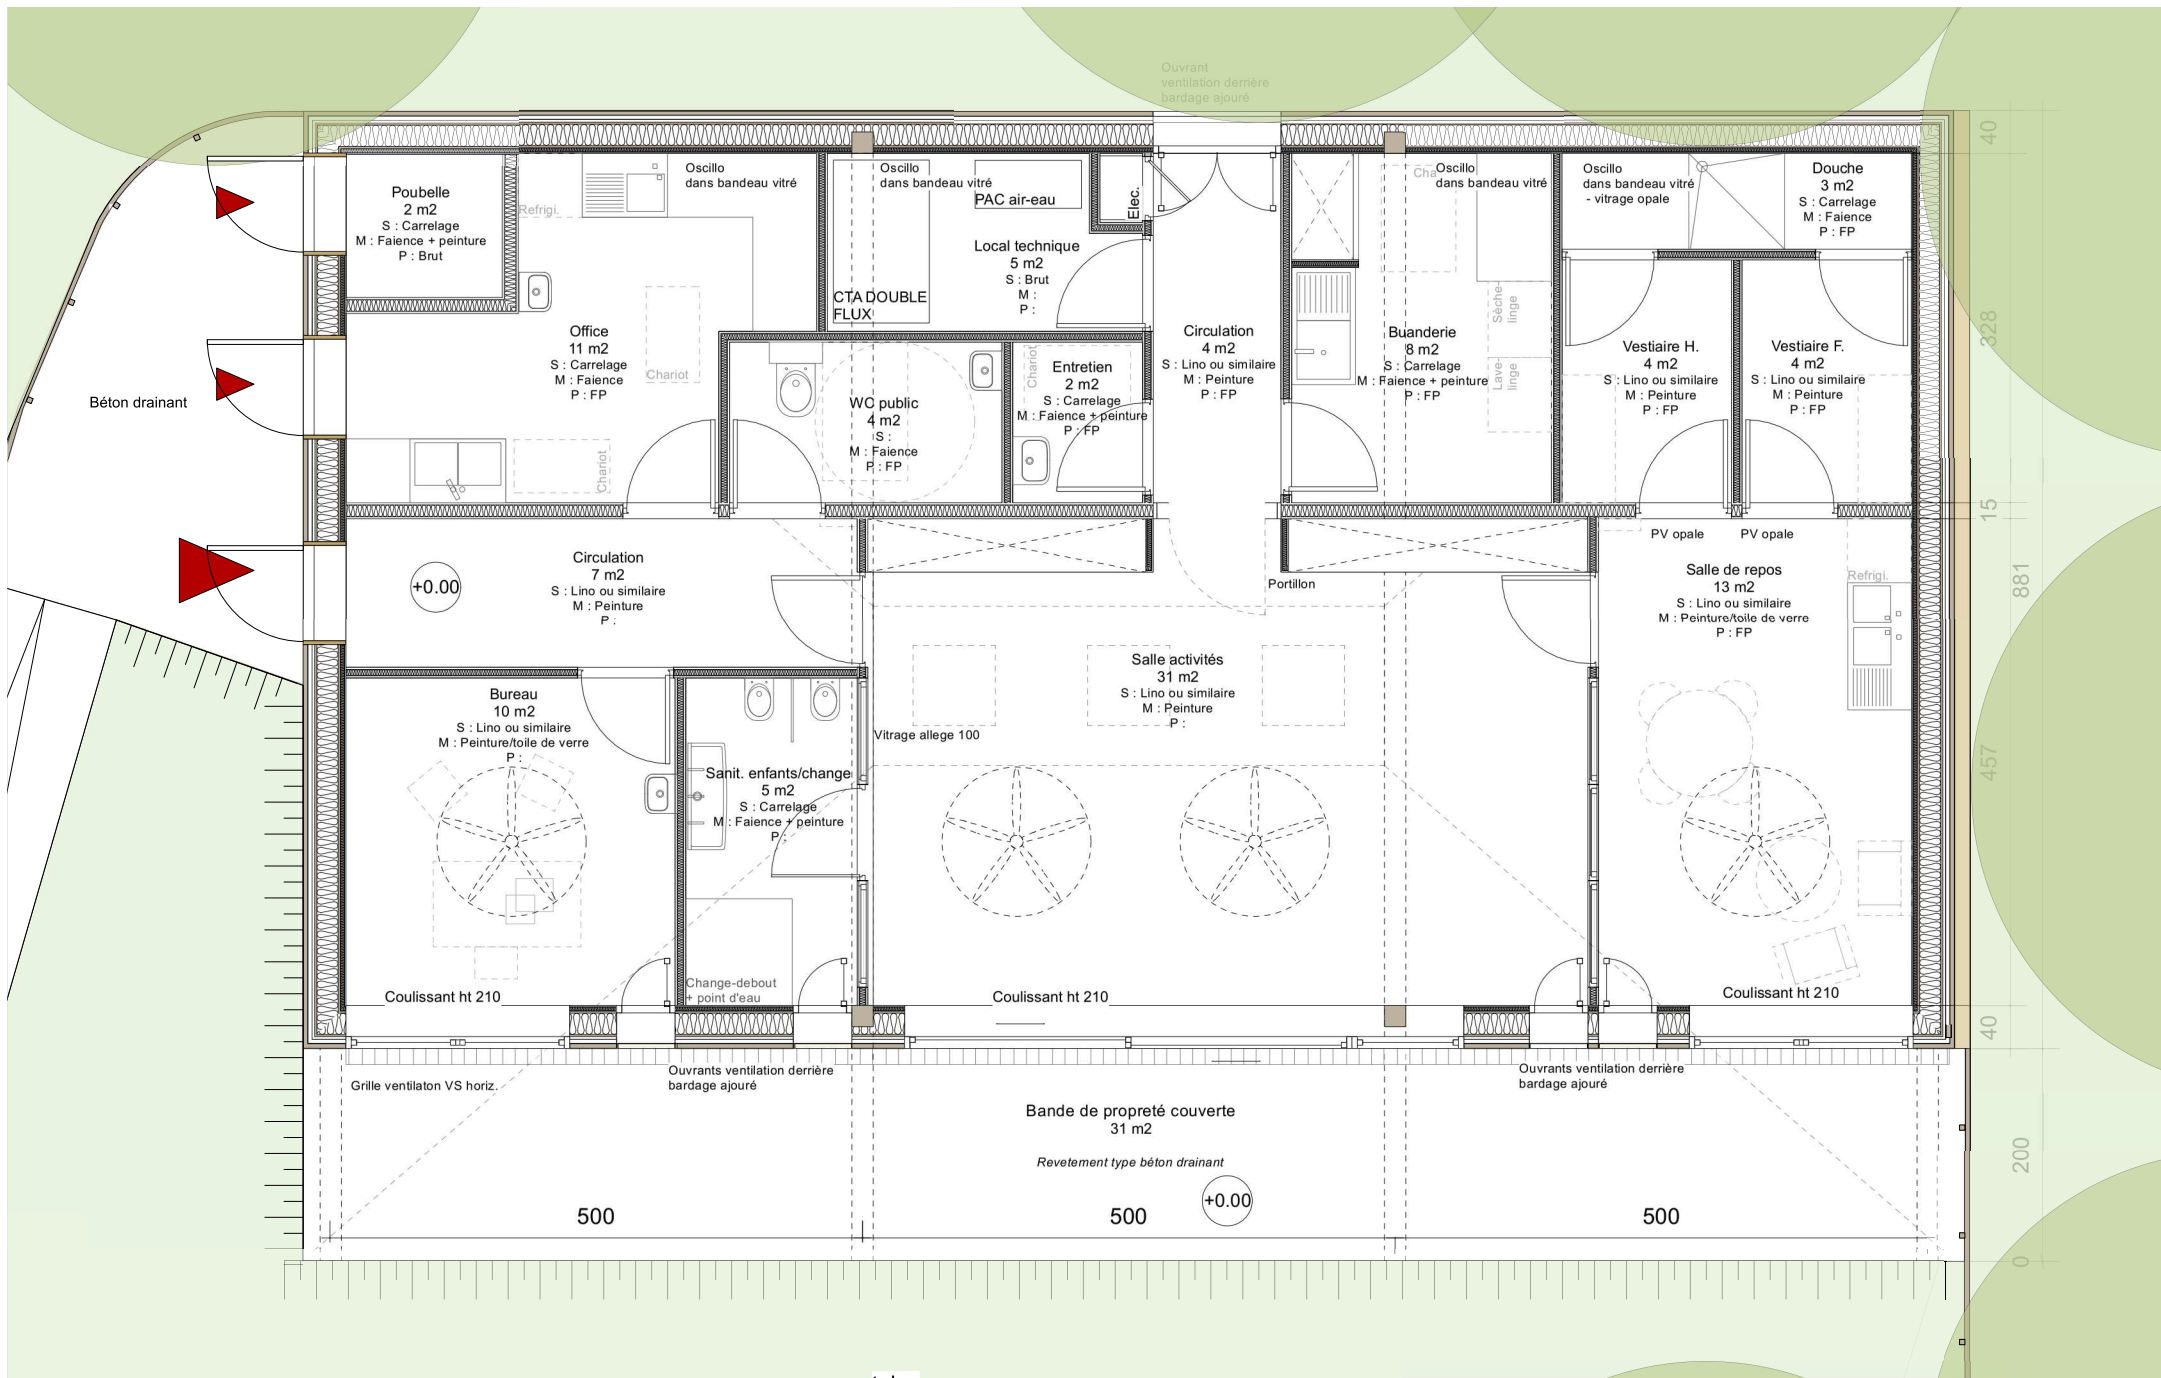 Ouvrant
ventilation derrière
bardage ajouré
Poubelle
2 m2
S : Carrelage
M : Faience + peinture
P : Brut
Refrigi.
Oscillo
dans bandeau vitré
Office
11 m2
S : Carrelage
M : Faience
P : FP
Chariot
Chariot
Oscillo
dans bandeau vitré
PAC air-eau
Elec.
Local technique
5 m2
S : Brut
M :
P :
CTA DOUBLE
FLUX
WC public
4 m2
S :
M : Faience
P : FP
Chariot
Entretien
2 m2
S : Carrelage
M : Faience + peinture
P : FP
Circulation
4 m2
S : Lino ou similaire
M : Peinture
P : FP
Cha
Oscillo
dans bandeau vitré
Sèche-
linge
Lave-
linge
Buanderie
8 m2
S : Carrelage
M : Faience + peinture
P : FP
Oscillo
dans bandeau vitré
- vitrage opale
Douche
3 m2
S : Carrelage
M : Faience
P : FP
Vestiaire H.
4 m2
S : Lino ou similaire
M : Peinture
P : FP
Vestiaire F.
4 m2
S : Lino ou similaire
M : Peinture
P : FP
40
328
15
881
457
40
200
0
Béton drainant
Circulation
7 m2
S : Lino ou similaire
M : Peinture
P :
+0.00
Portillon
PV opale
PV opale
Salle de repos
13 m2
S : Lino ou similaire
M : Peinture/toile de verre
P : FP
Refrigi.
Salle activités
31 m2
S : Lino ou similaire
M : Peinture
P :
Vitrage allege 100
Bureau
10 m2
S : Lino ou similaire
M : Peinture/toile de verre
P :
Sanit. enfants/change
5 m2
S : Carrelage
M : Faience + peinture
P :
Change-debout
+ point d'eau
Coulissant ht 210
Coulissant ht 210
Coulissant ht 210
Grille ventilaton VS horiz.
Ouvrants ventilation derrière
bardage ajouré
Ouvrants ventilation derrière
bardage ajouré
Bande de propreté couverte
31 m2
Revetement type béton drainant
+0.00
500
500
500